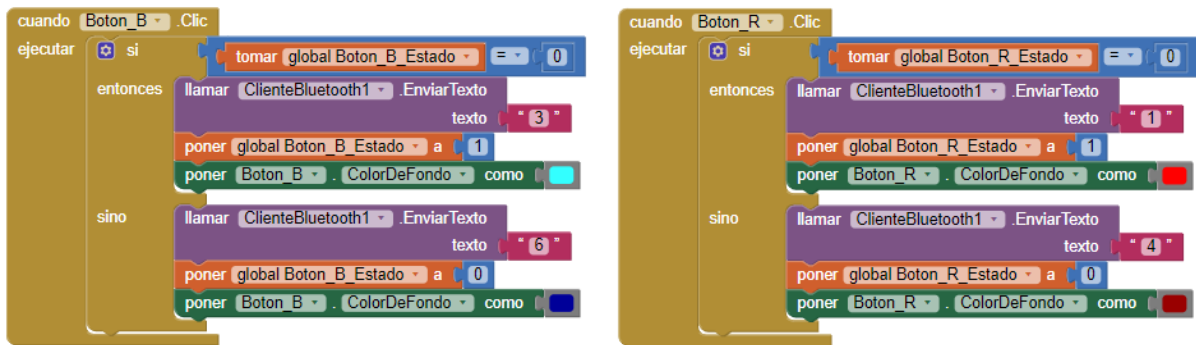 cuando Boton_B .Clic
ejecutar si tomar global Boton_B_Estado = 0
entonces llamar ClienteBluetooth1 .EnviarTexto
texto " 3 "
poner global Boton_B_Estado a 1
poner Boton_B . ColorDeFondo como
sino llamar ClienteBluetooth1 .EnviarTexto
texto " 6 "
poner global Boton_B_Estado a 0
poner Boton_B . ColorDeFondo como
cuando Boton_R .Clic
ejecutar si tomar global Boton_R_Estado = 0
entonces llamar ClienteBluetooth1 .EnviarTexto
texto " 1 "
poner global Boton_R_Estado a 1
poner Boton_R . ColorDeFondo como
sino llamar ClienteBluetooth1 .EnviarTexto
texto " 4 "
poner global Boton_R_Estado a 0
poner Boton_R . ColorDeFondo como